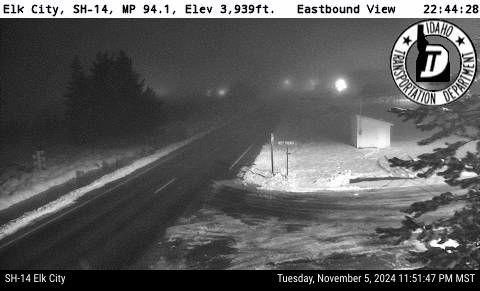 Elk City, SH-14, MP 94.1, Elev 3,939ft. Eastbound View 22:44:28
IDAHO
TRANSPORTATION DEPARTMENT
SH-14 Elk City Tuesday, November 5, 2024 11:51:47 PM MST